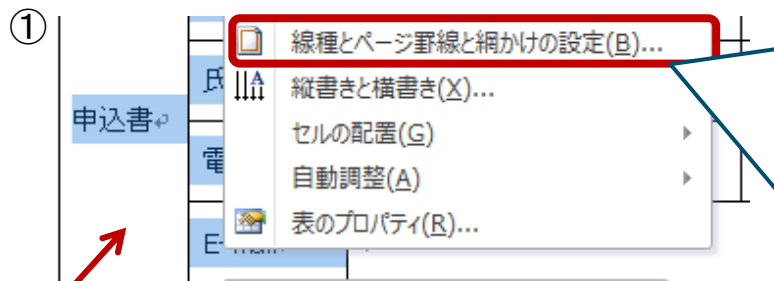 ①
線種とページ罫線と網かけの設定(B)...
氏
縦書きと横書き(X)...
申込書
セルの配置(G)
電
自動調整(A)
表のプロパティ(R)...